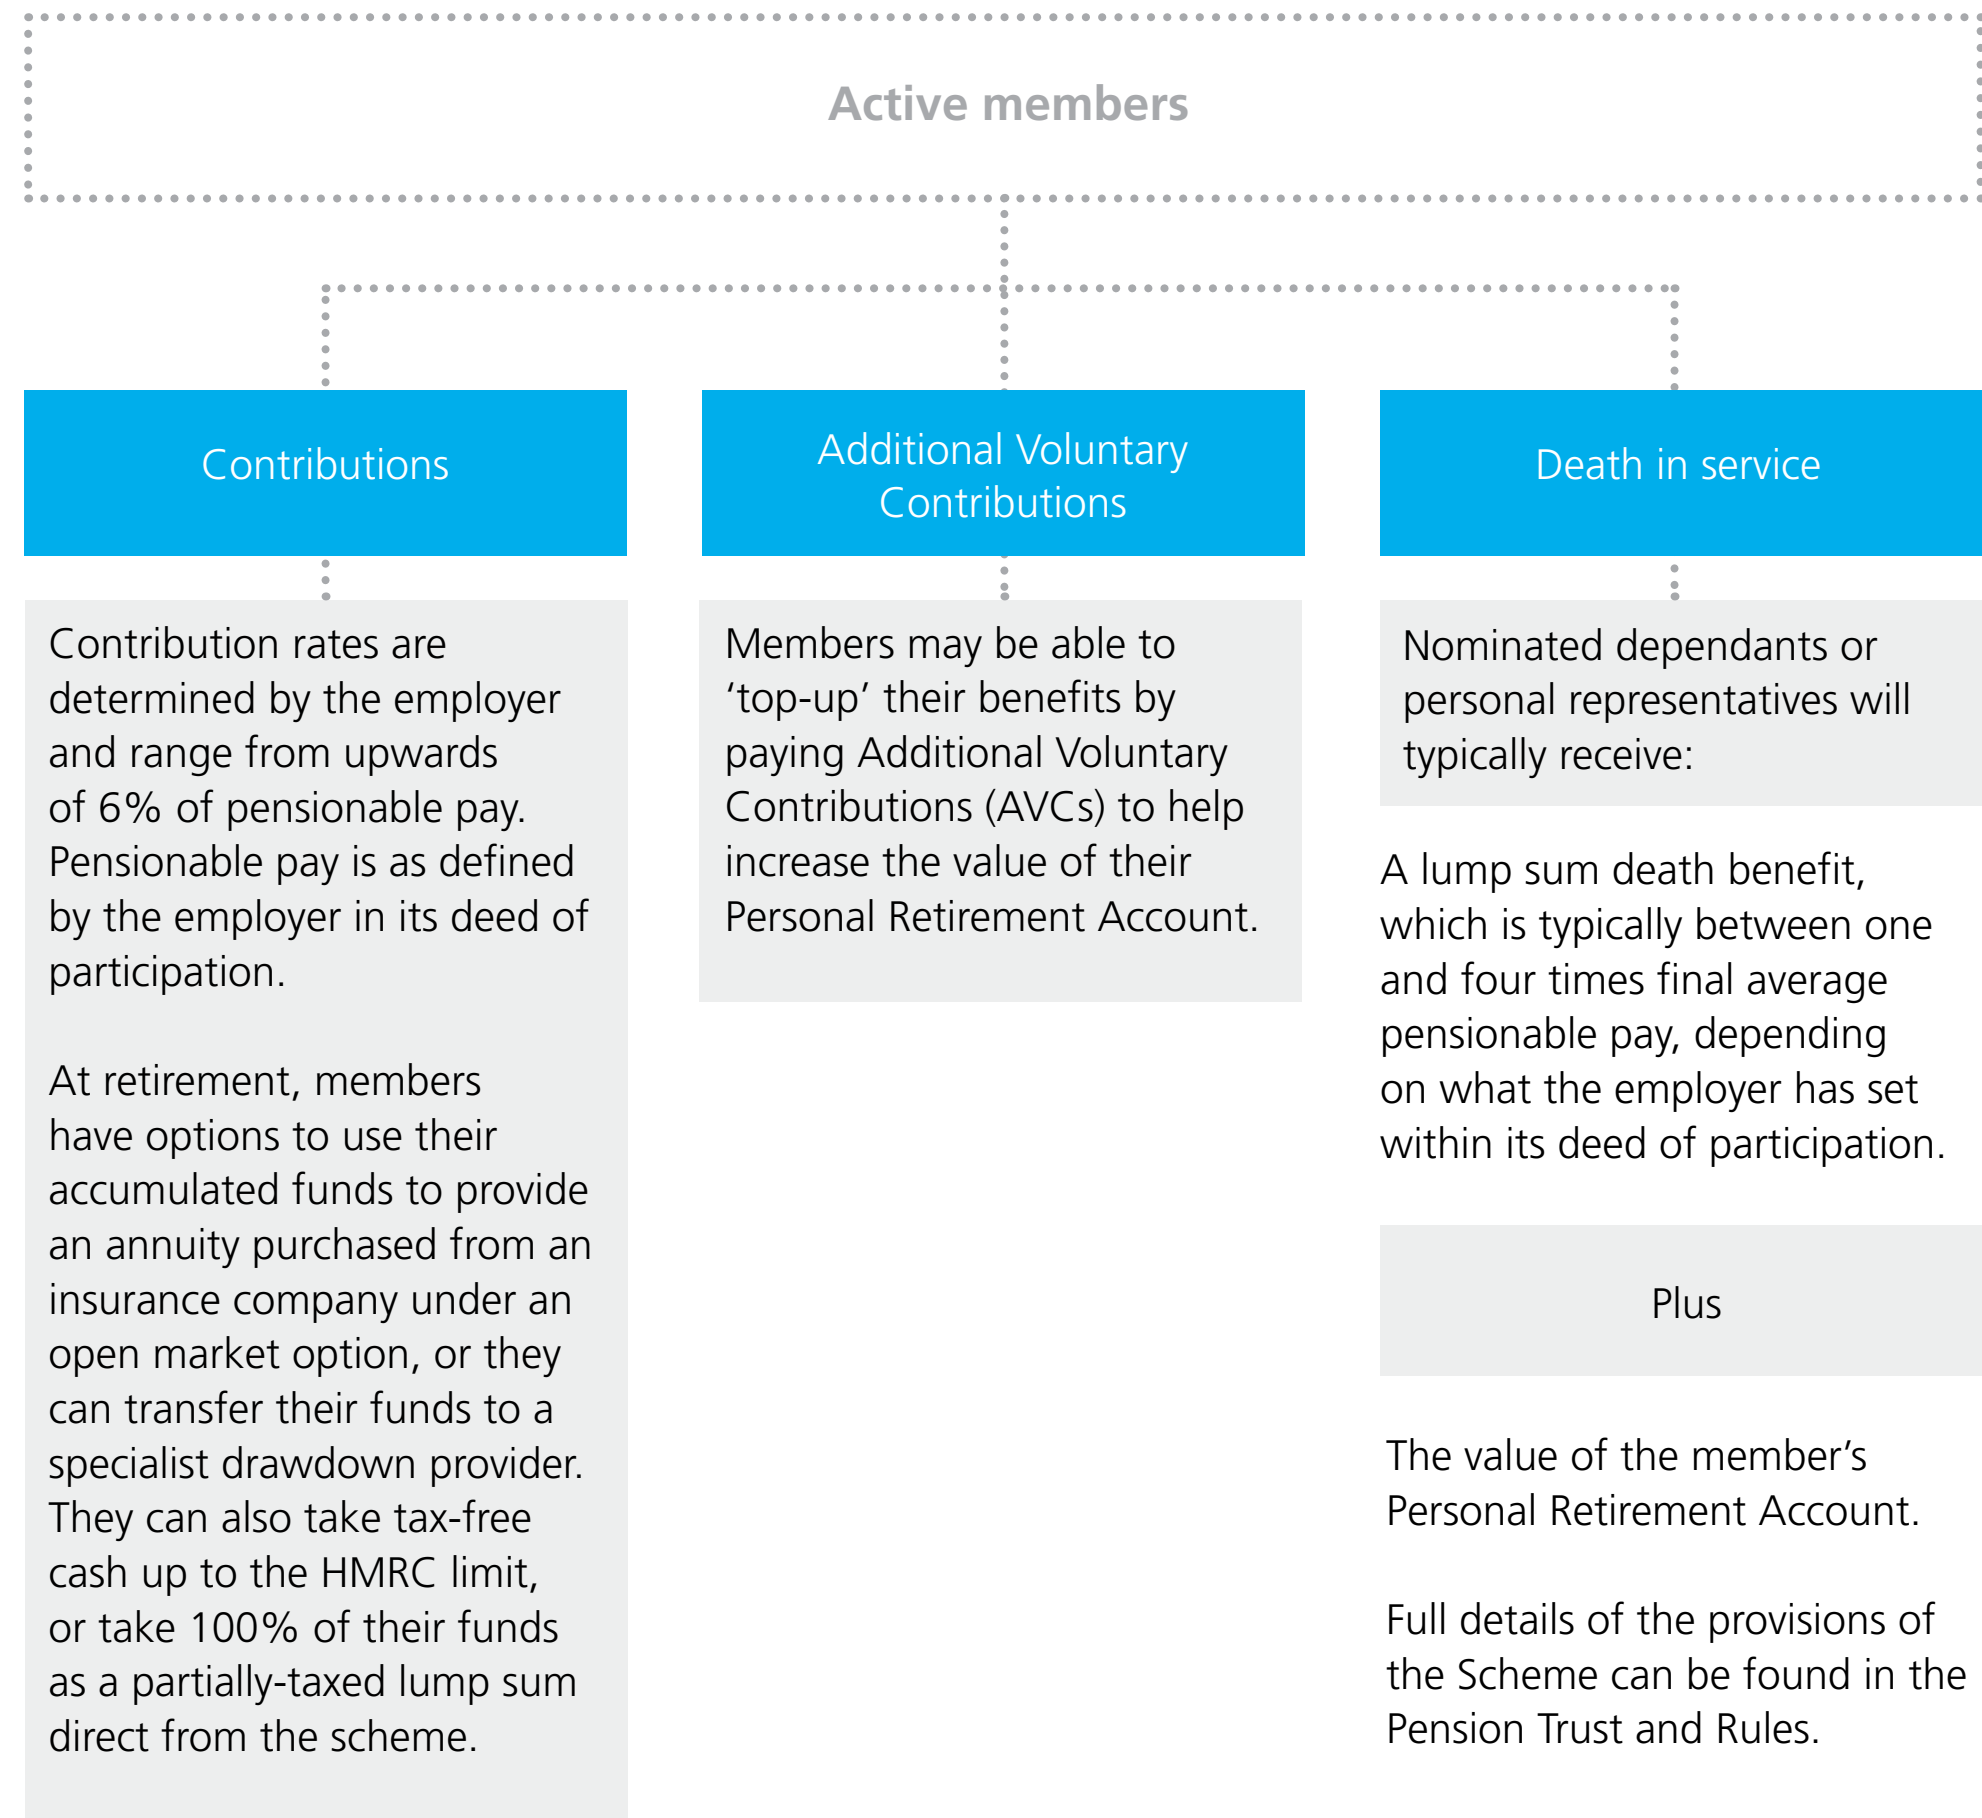 Active members
Contributions
Contribution rates are
determined by the employer
and range from upwards
of 6% of pensionable pay.
Pensionable pay is as defined
by the employer in its deed of
participation.
At retirement, members
have options to use their
accumulated funds to provide
an annuity purchased from an
insurance company under an
open market option, or they
can transfer their funds to a
specialist drawdown provider.
They can also take tax-free
cash up to the HMRC limit,
or take 100% of their funds
as a partially-taxed lump sum
direct from the scheme.
Additional Voluntary
Contributions
Members may be able to
‘top-up’ their benefits by
paying Additional Voluntary
Contributions (AVCs) to help
increase the value of their
Personal Retirement Account.
Death in service
Nominated dependants or
personal representatives will
typically receive:
A lump sum death benefit,
which is typically between one
and four times final average
pensionable pay, depending
on what the employer has set
within its deed of participation.
Plus
The value of the member’s
Personal Retirement Account.
Full details of the provisions of
the Scheme can be found in the
Pension Trust and Rules.